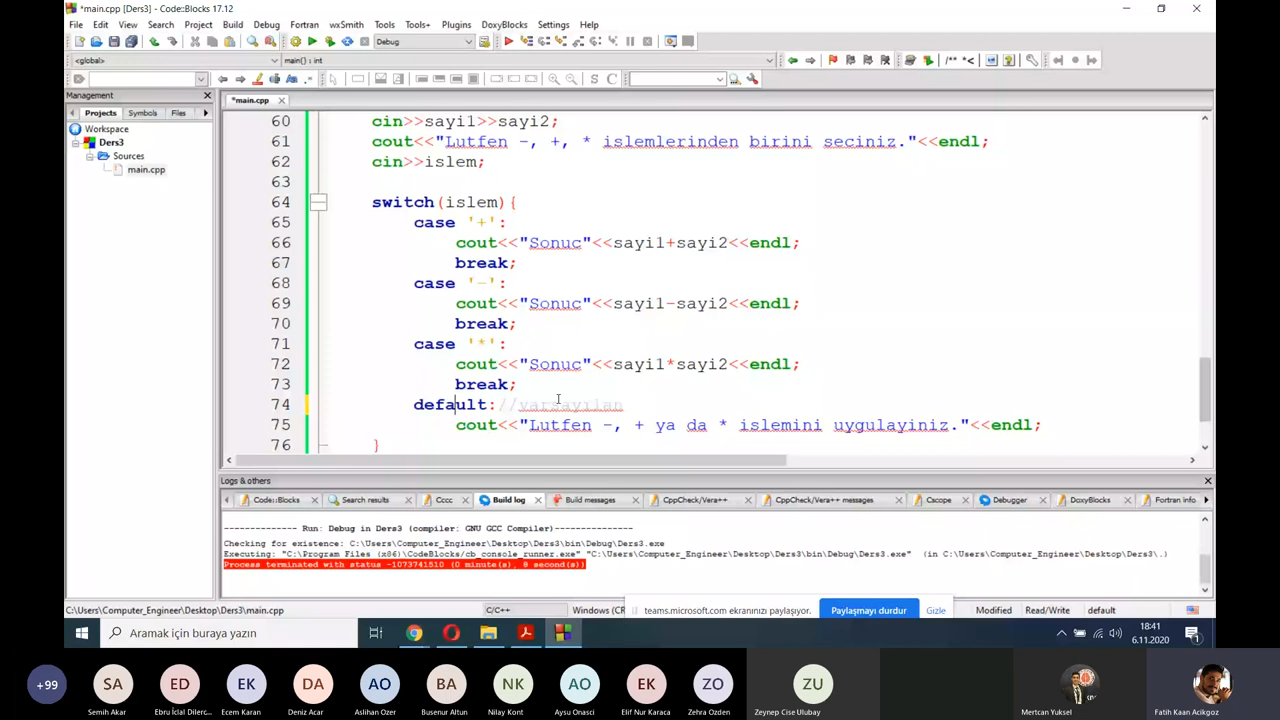 *main.cpp [Ders3] - Code::Blocks 17.12
File Edit View Search Project Build Debug Fortran wxSmith Tools Tools+ Plugins DoxyBlocks Settings Help
Debug
<global> main() : int
/** *<
S C
Management
Projects Symbols Files
Workspace
Ders3
Sources
main.cpp
*main.cpp
60 cin>>sayi1>>sayi2;
61 cout<<"Lutfen -, +, * islemlerinden birini seciniz."<<endl;
62 cin>>islem;
63
64 switch(islem){
65 case '+':
66 cout<<"Sonuc"<<sayi1+sayi2<<endl;
67 break;
68 case '-':
69 cout<<"Sonuc"<<sayi1-sayi2<<endl;
70 break;
71 case '*':
72 cout<<"Sonuc"<<sayi1*sayi2<<endl;
73 break;
74 default://varsayılan
75 cout<<"Lutfen -, + ya da * islemini uygulayiniz."<<endl;
76 }
Logs & others
Code::Blocks Search results Cccc Build log Build messages CppCheck/Vera++ CppCheck/Vera++ messages Cscope Debugger DoxyBlocks Fortran info
-------------- Run: Debug in Ders3 (compiler: GNU GCC Compiler)---------------
Checking for existence: C:\Users\Computer_Engineer\Desktop\Ders3\bin\Debug\Ders3.exe
Executing: "C:\Program Files (x86)\CodeBlocks/cb_console_runner.exe" "C:\Users\Computer_Engineer\Desktop\Ders3\bin\Debug\Ders3.exe" (in C:\Users\Computer_Engineer\Desktop\Ders3\.)
Process terminated with status -1073741510 (0 minute(s), 8 second(s))
C:\Users\Computer_Engineer\Desktop\Ders3\main.cpp C/C++ Windows (CR Modified Read/Write default
teams.microsoft.com ekranınızı paylaşıyor. Paylaşmayı durdur Gizle
Aramak için buraya yazın
18:41
6.11.2020
+99 SA ED EK DA AO BA NK AO EK ZO ZU
Semih Akar Ebru İclal Dilerc... Ecem Karan Deniz Acar Aslihan Ozer Busenur Altun Nilay Kont Aysu Onasci Elif Nur Karaca Zehra Ozden Zeynep Cise Ulubay Mertcan Yuksel Fatih Kaan Acikgoz